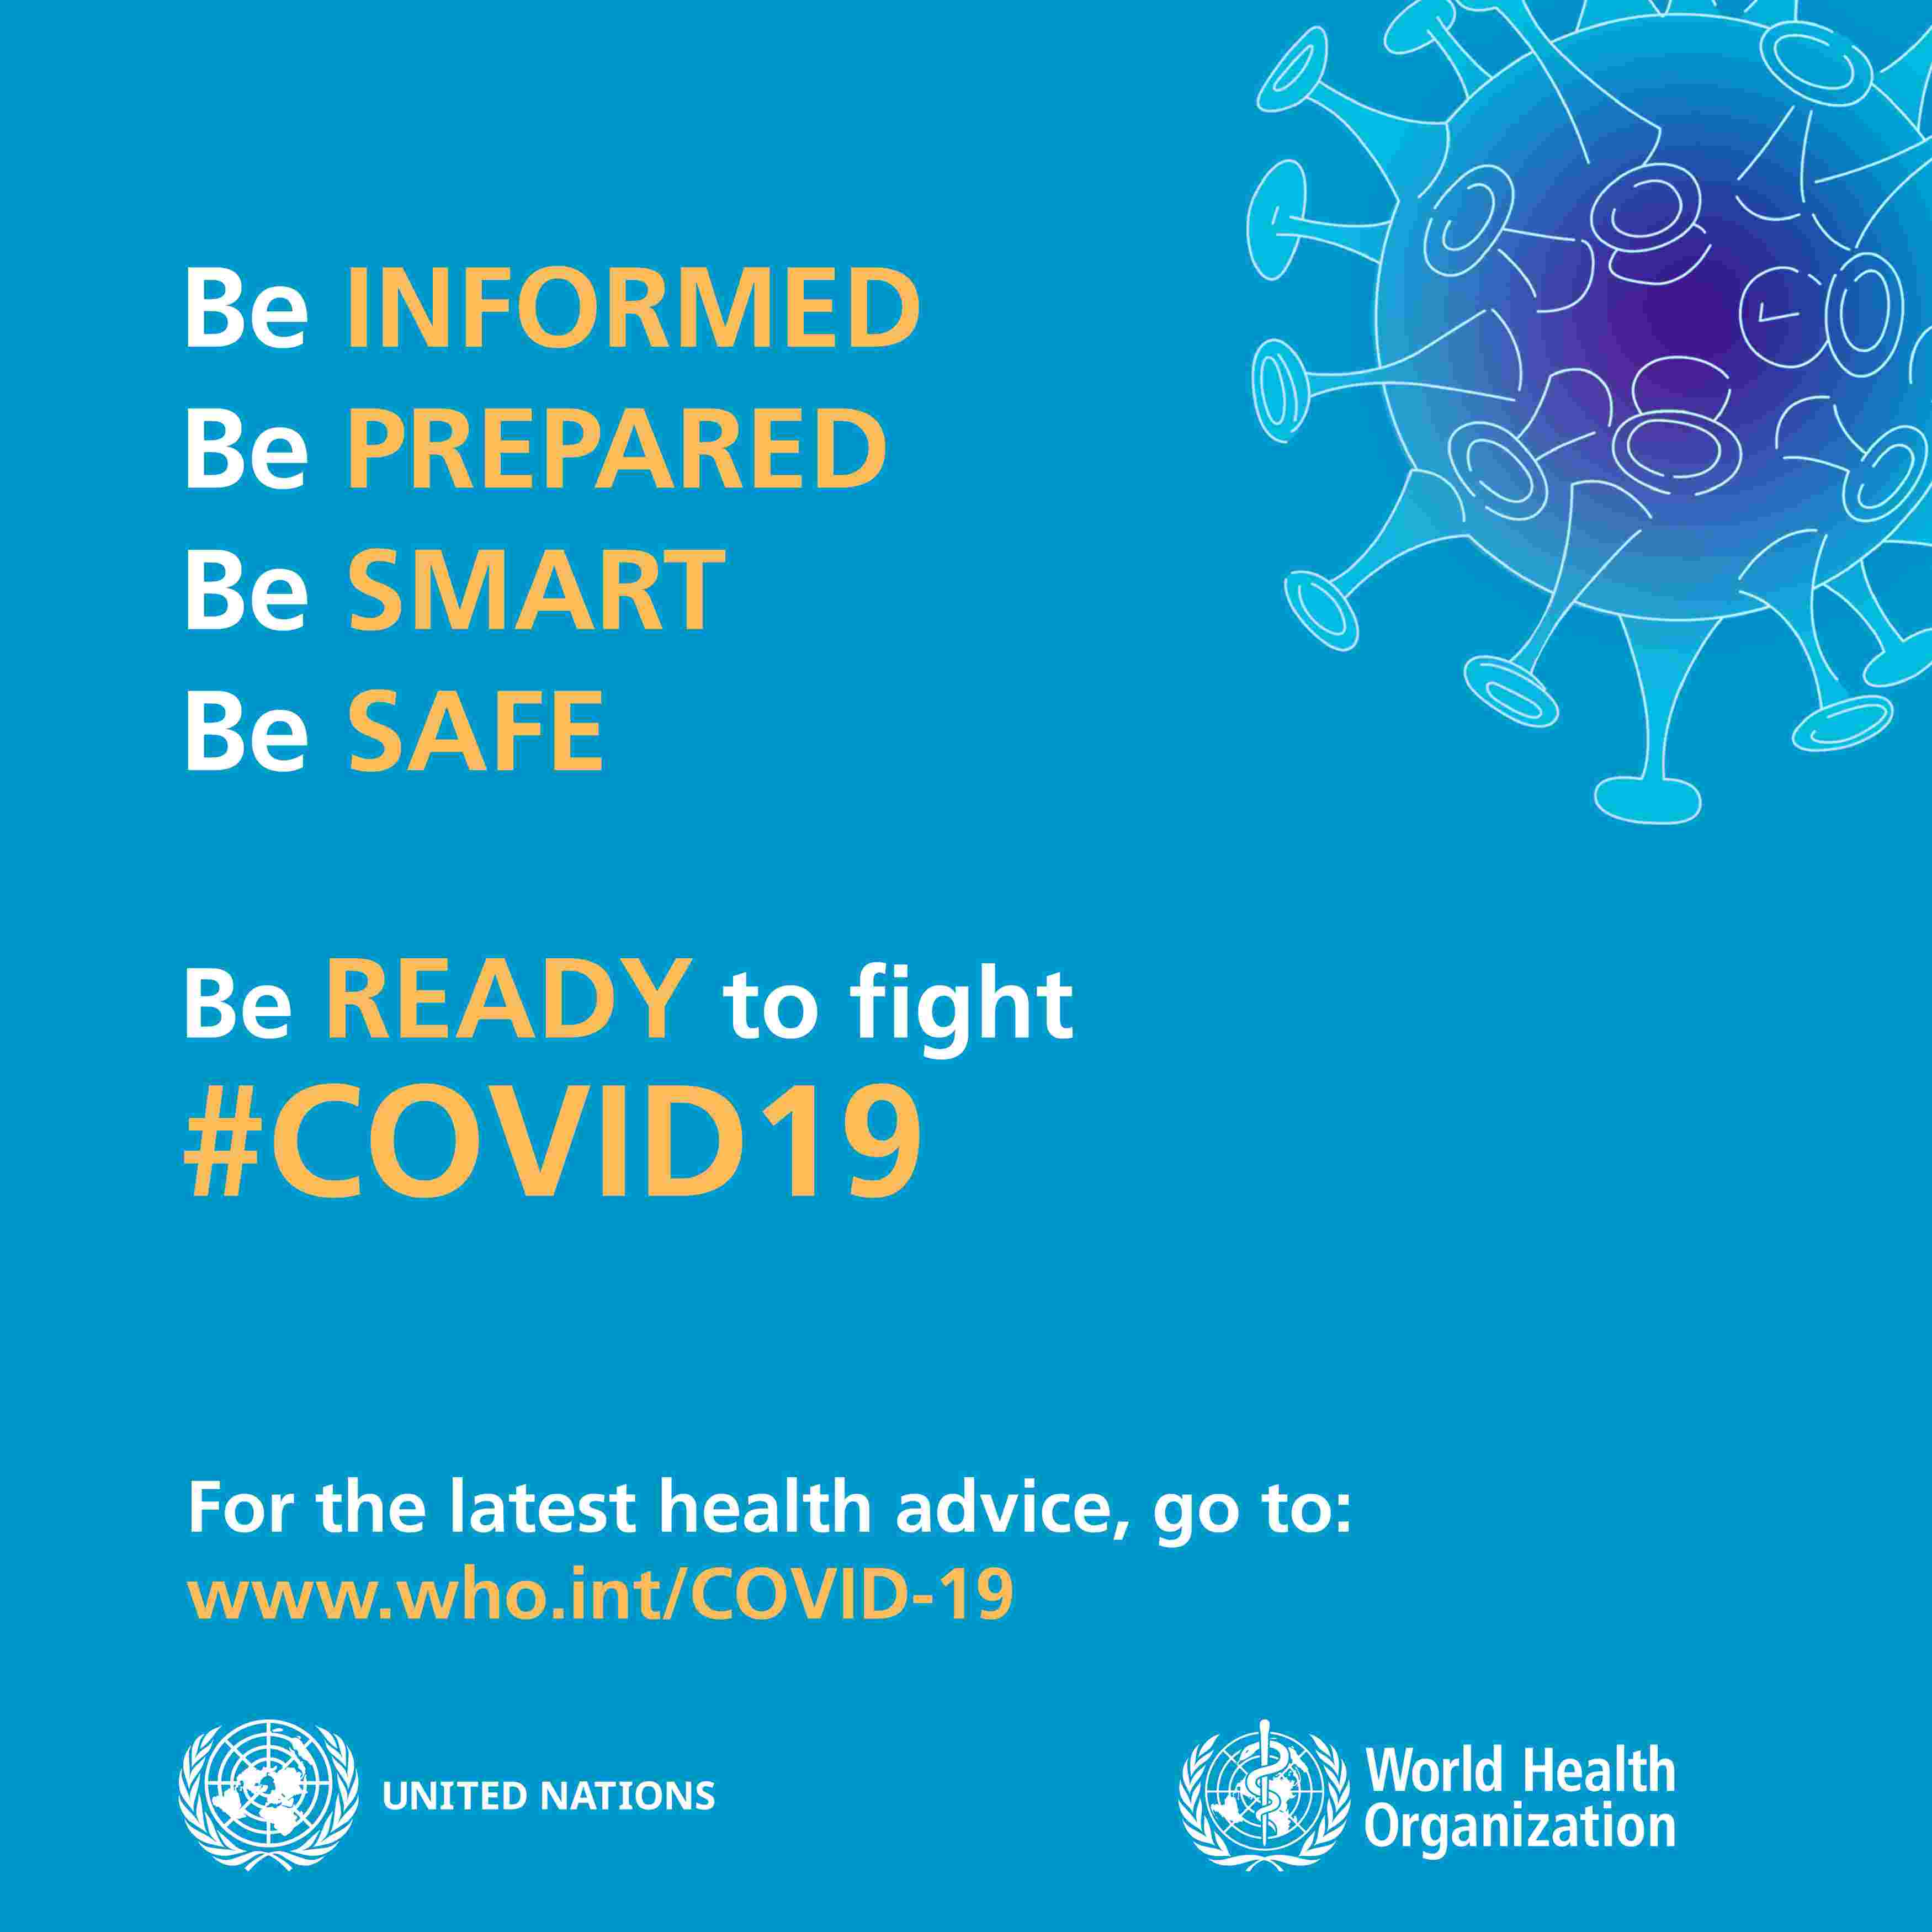 Be INFORMED
Be PREPARED
Be SMART
Be SAFE
Be READY to fight
#COVID19
For the latest health advice, go to:
www.who.int/COVID-19
UNITED NATIONS
World Health
Organization